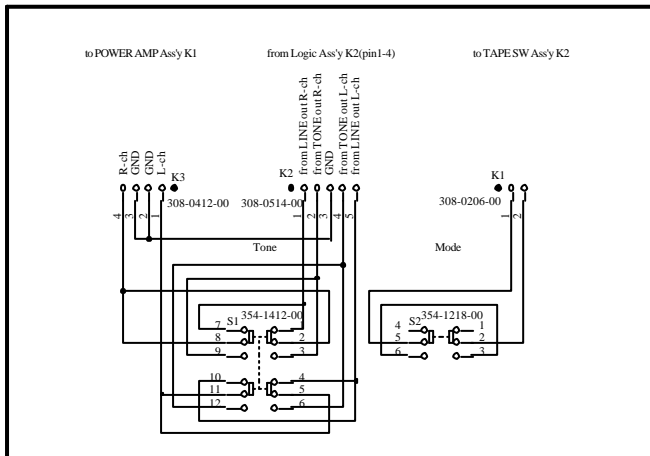 to POWER AMP Ass'y K1
from Logic Ass'y K2(pin1-4)
to TAPE SW Ass'y K2
R-ch
GND
GND
L-ch
K3
308-0412-00
4
3
2
1
from LINE out R-ch
from TONE out R-ch
GND
from TONE out L-ch
from LINE out L-ch
K2
308-0514-00
1
2
3
4
5
K1
308-0206-00
1
2
Tone
Mode
S1
354-1412-00
7
8
9
1
2
3
10
11
12
4
5
6
S2
354-1218-00
4
5
6
1
2
3